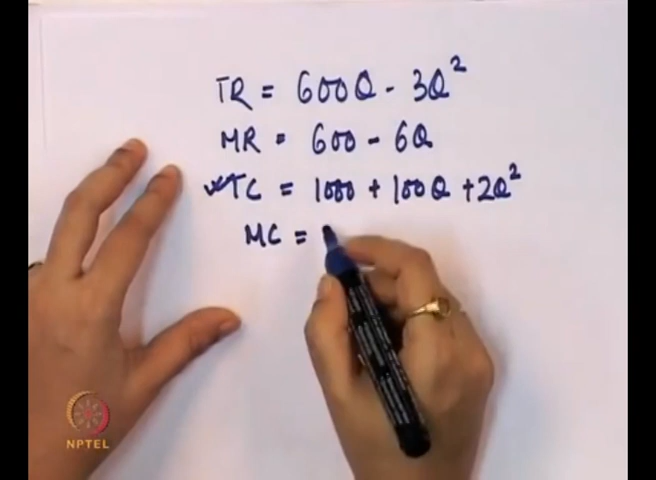 TR = 600Q - 3Q²
MR = 600 - 6Q
TC = 1000 + 100Q + 2Q²
MC =
NPTEL